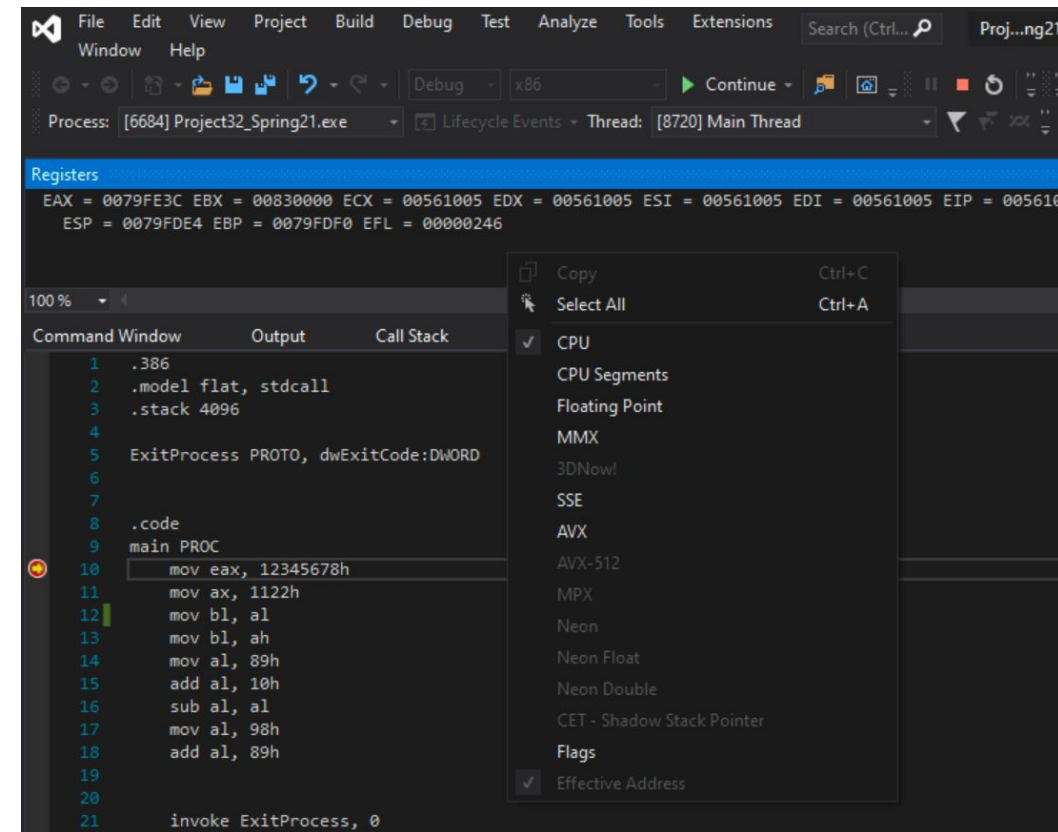 File Edit View Project Build Debug Test Analyze Tools Extensions Search (Ctrl... Proj...ng21
Window Help
Debug x86 Continue
Process: [6684] Project32_Spring21.exe Lifecycle Events Thread: [8720] Main Thread
Registers
EAX = 0079FE3C EBX = 00830000 ECX = 00561005 EDX = 00561005 ESI = 00561005 EDI = 00561005 EIP = 005610
ESP = 0079FDE4 EBP = 0079FDF0 EFL = 00000246
100 %
Command Window Output Call Stack
1 .386
2 .model flat, stdcall
3 .stack 4096
4
5 ExitProcess PROTO, dwExitCode:DWORD
6
7
8 .code
9 main PROC
10 mov eax, 12345678h
11 mov ax, 1122h
12 mov bl, al
13 mov bl, ah
14 mov al, 89h
15 add al, 10h
16 sub al, al
17 mov al, 98h
18 add al, 89h
19
20
21 invoke ExitProcess, 0
Copy Ctrl+C
Select All Ctrl+A
CPU
CPU Segments
Floating Point
MMX
3DNow!
SSE
AVX
AVX-512
MPX
Neon
Neon Float
Neon Double
CET - Shadow Stack Pointer
Flags
Effective Address